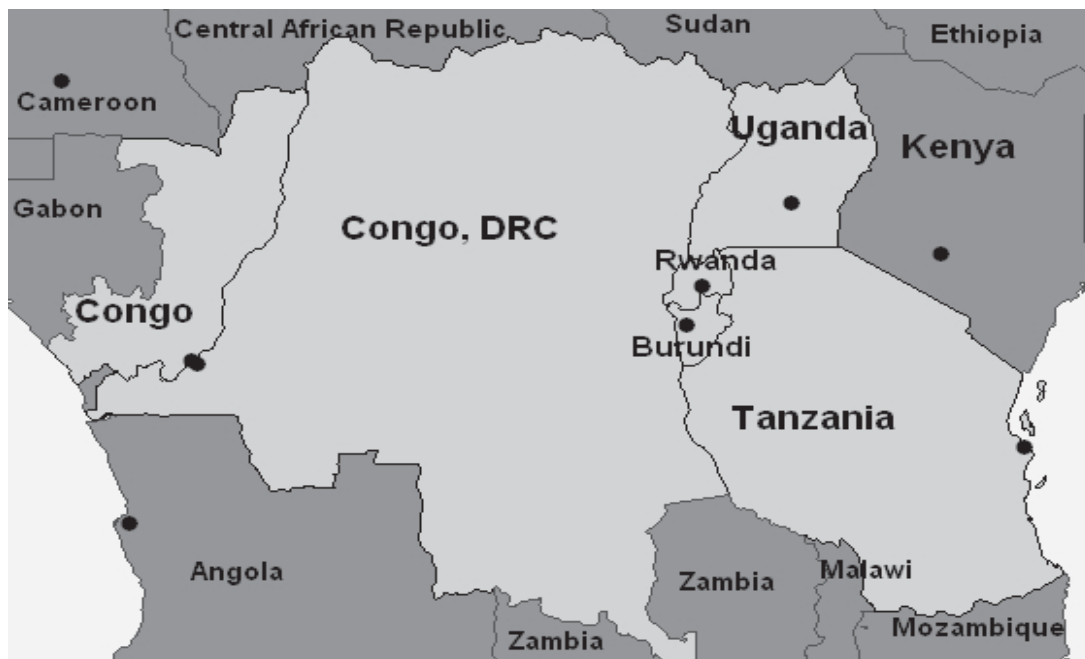 Central African Republic
Sudan
Ethiopia
Cameroon
Uganda
Kenya
Gabon
Congo, DRC
Rwanda
Congo
Burundi
Tanzania
Angola
Zambia
Malawi
Zambia
Mozambique